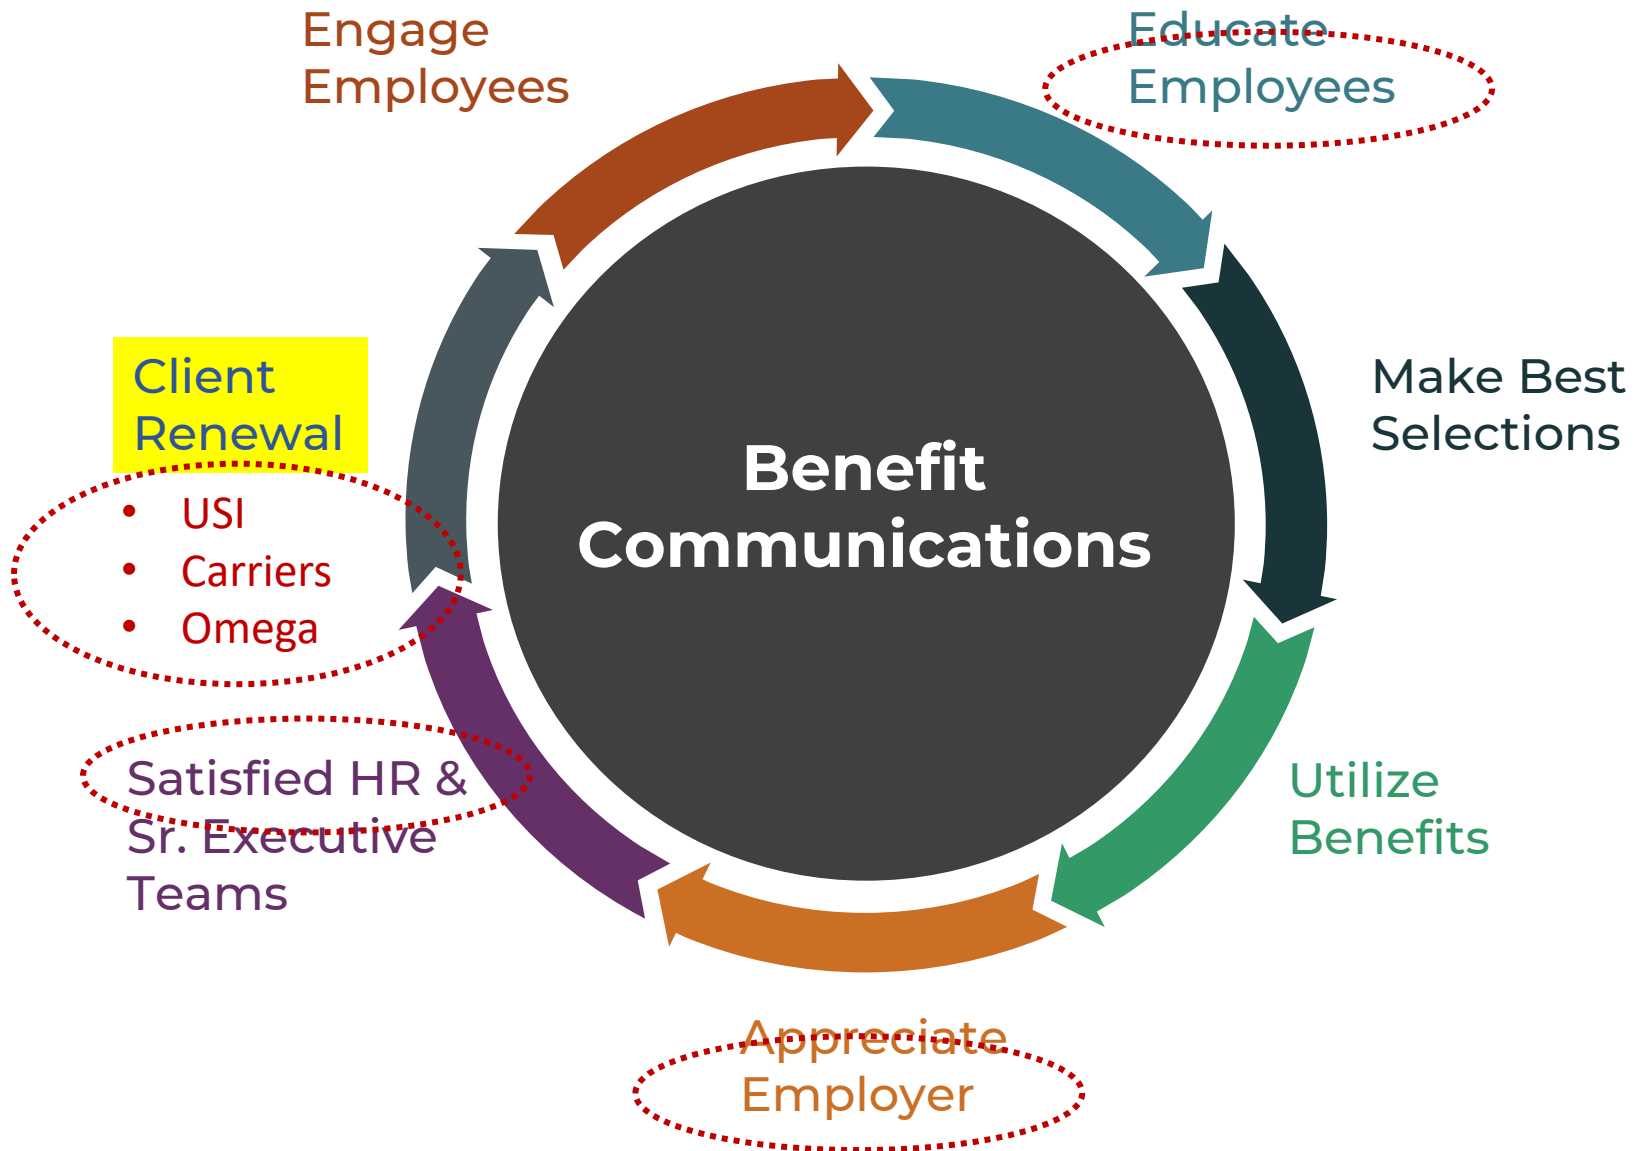 Engage
Employees
Educate
Employees
Client
Renewal
• USI
• Carriers
• Omega
Make Best
Selections
Benefit
Communications
Satisfied HR &
Sr. Executive
Teams
Utilize
Benefits
Appreciate
Employer